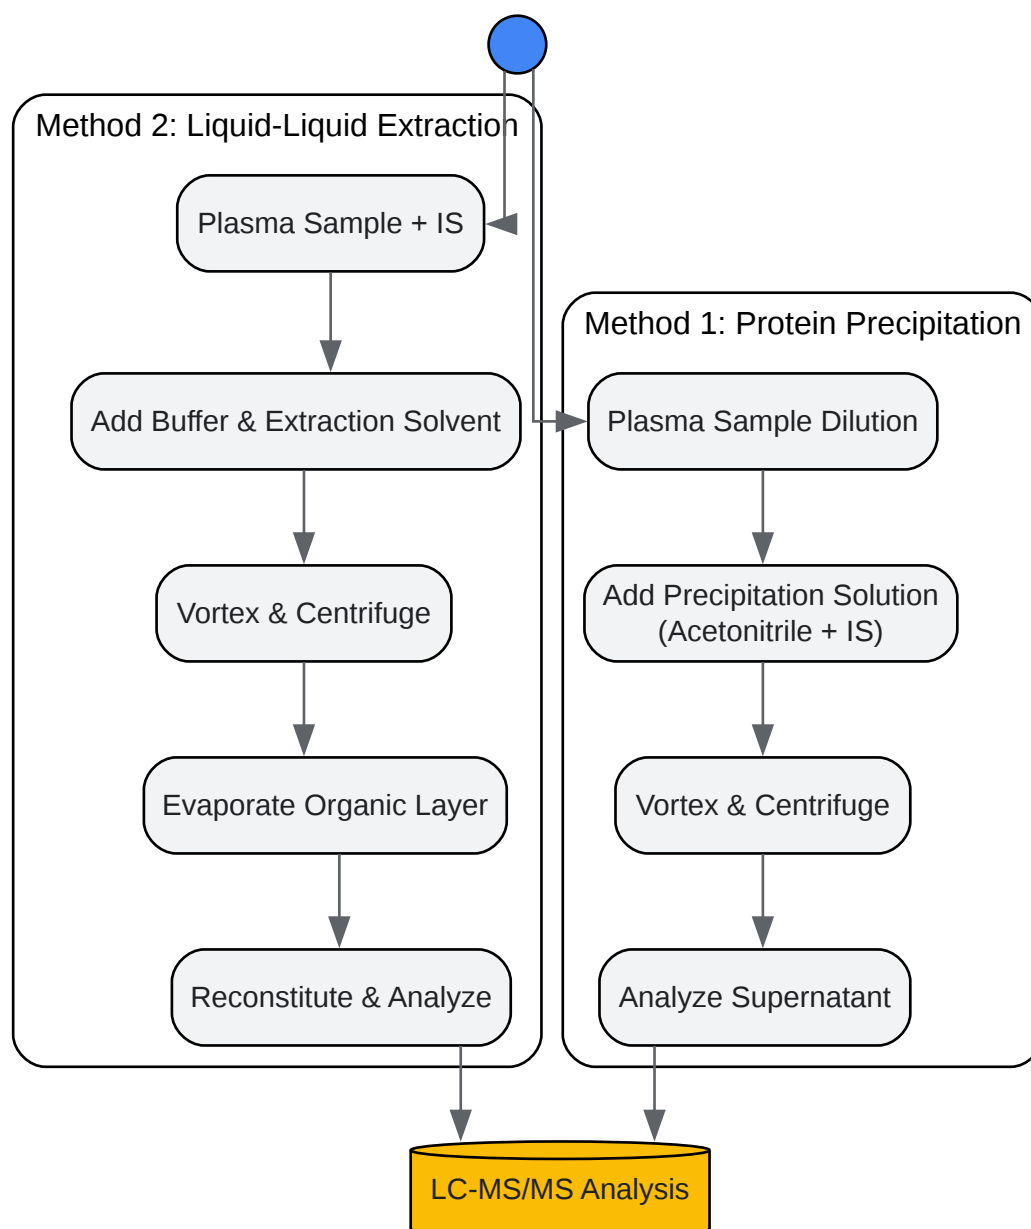 Method 2: Liquid-Liquid Extraction
Plasma Sample + IS
Add Buffer & Extraction Solvent
Vortex & Centrifuge
Evaporate Organic Layer
Reconstitute & Analyze
Method 1: Protein Precipitation
Plasma Sample Dilution
Add Precipitation Solution
(Acetonitrile + IS)
Vortex & Centrifuge
Analyze Supernatant
LC-MS/MS Analysis